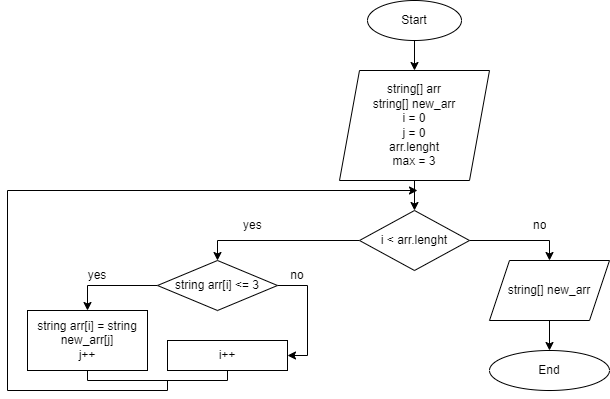 Start
string[] arr
string[] new_arr
i = 0
j = 0
arr.lenght
max = 3
yes
i < arr.lenght
no
yes
string arr[i] <= 3
no
string[] new_arr
string arr[i] = string
new_arr[j]
j++
i++
End